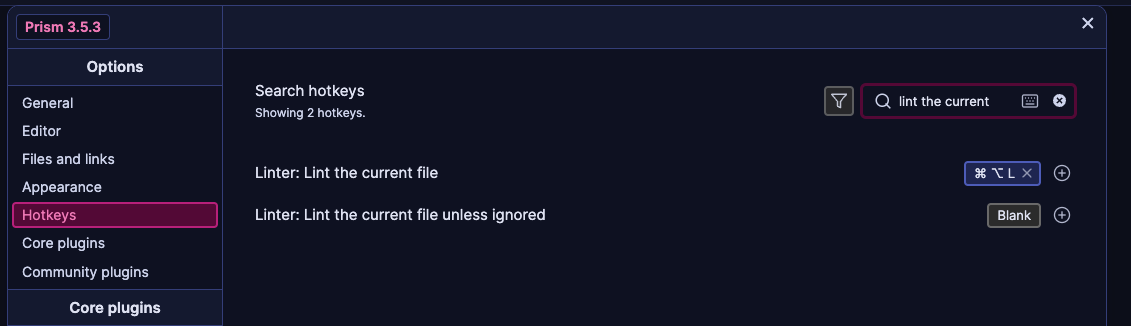 Prism 3.5.3
Options
General
Editor
Files and links
Appearance
Hotkeys
Core plugins
Community plugins
Core plugins
Search hotkeys
Showing 2 hotkeys.
lint the current
Linter: Lint the current file
⌘ ⌥ L
Linter: Lint the current file unless ignored
Blank